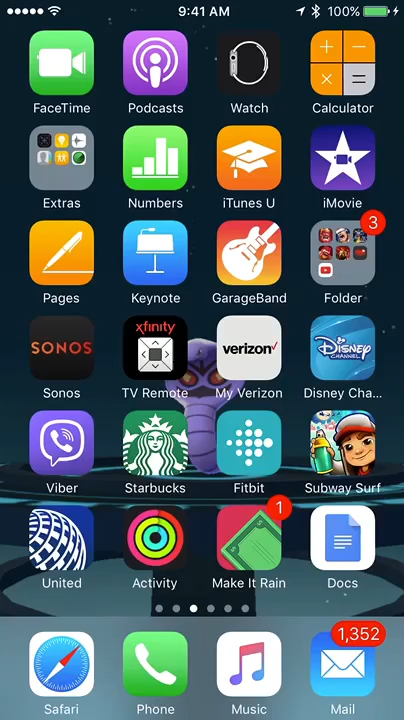 9:41 AM
100%
FaceTime
Podcasts
Watch
Calculator
Extras
Numbers
iTunes U
iMovie
3
Pages
Keynote
GarageBand
Folder
SONOS
xfinity
verizon
Disney
CHANNEL
Sonos
TV Remote
My Verizon
Disney Cha...
Viber
Starbucks
Fitbit
Subway Surf
1
United
Activity
Make It Rain
Docs
1,352
Safari
Phone
Music
Mail